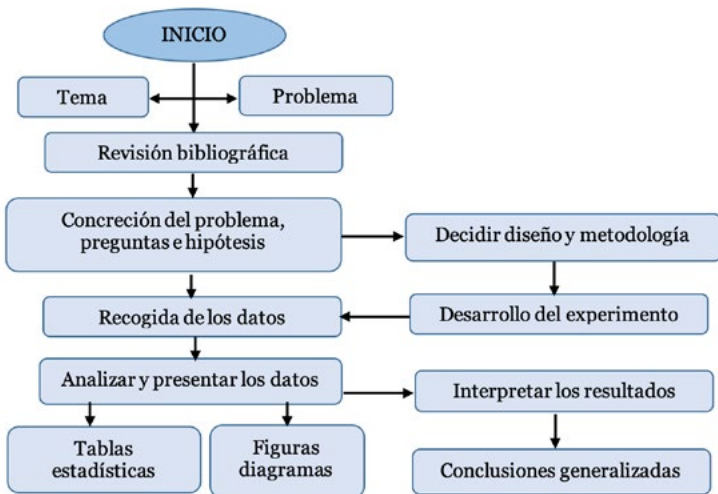 INICIO
Tema
Problema
Revisión bibliográfica
Concreción del problema,
preguntas e hipótesis
Decidir diseño y metodología
Recogida de los datos
Desarrollo del experimento
Analizar y presentar los datos
Interpretar los resultados
Tablas
estadísticas
Figuras
diagramas
Conclusiones generalizadas